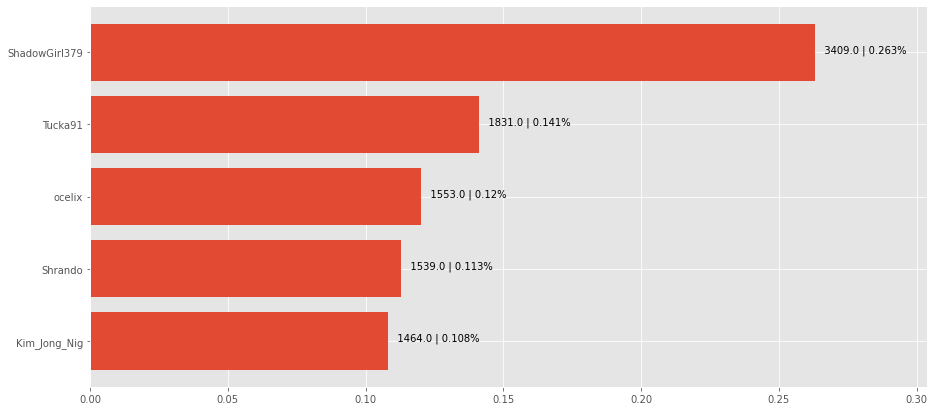 ShadowGirl379
3409.0 | 0.263%
Tucka91
1831.0 | 0.141%
ocelix
1553.0 | 0.12%
Shrando
1539.0 | 0.113%
Kim_Jong_Nig
1464.0 | 0.108%
0.00 0.05 0.10 0.15 0.20 0.25 0.30